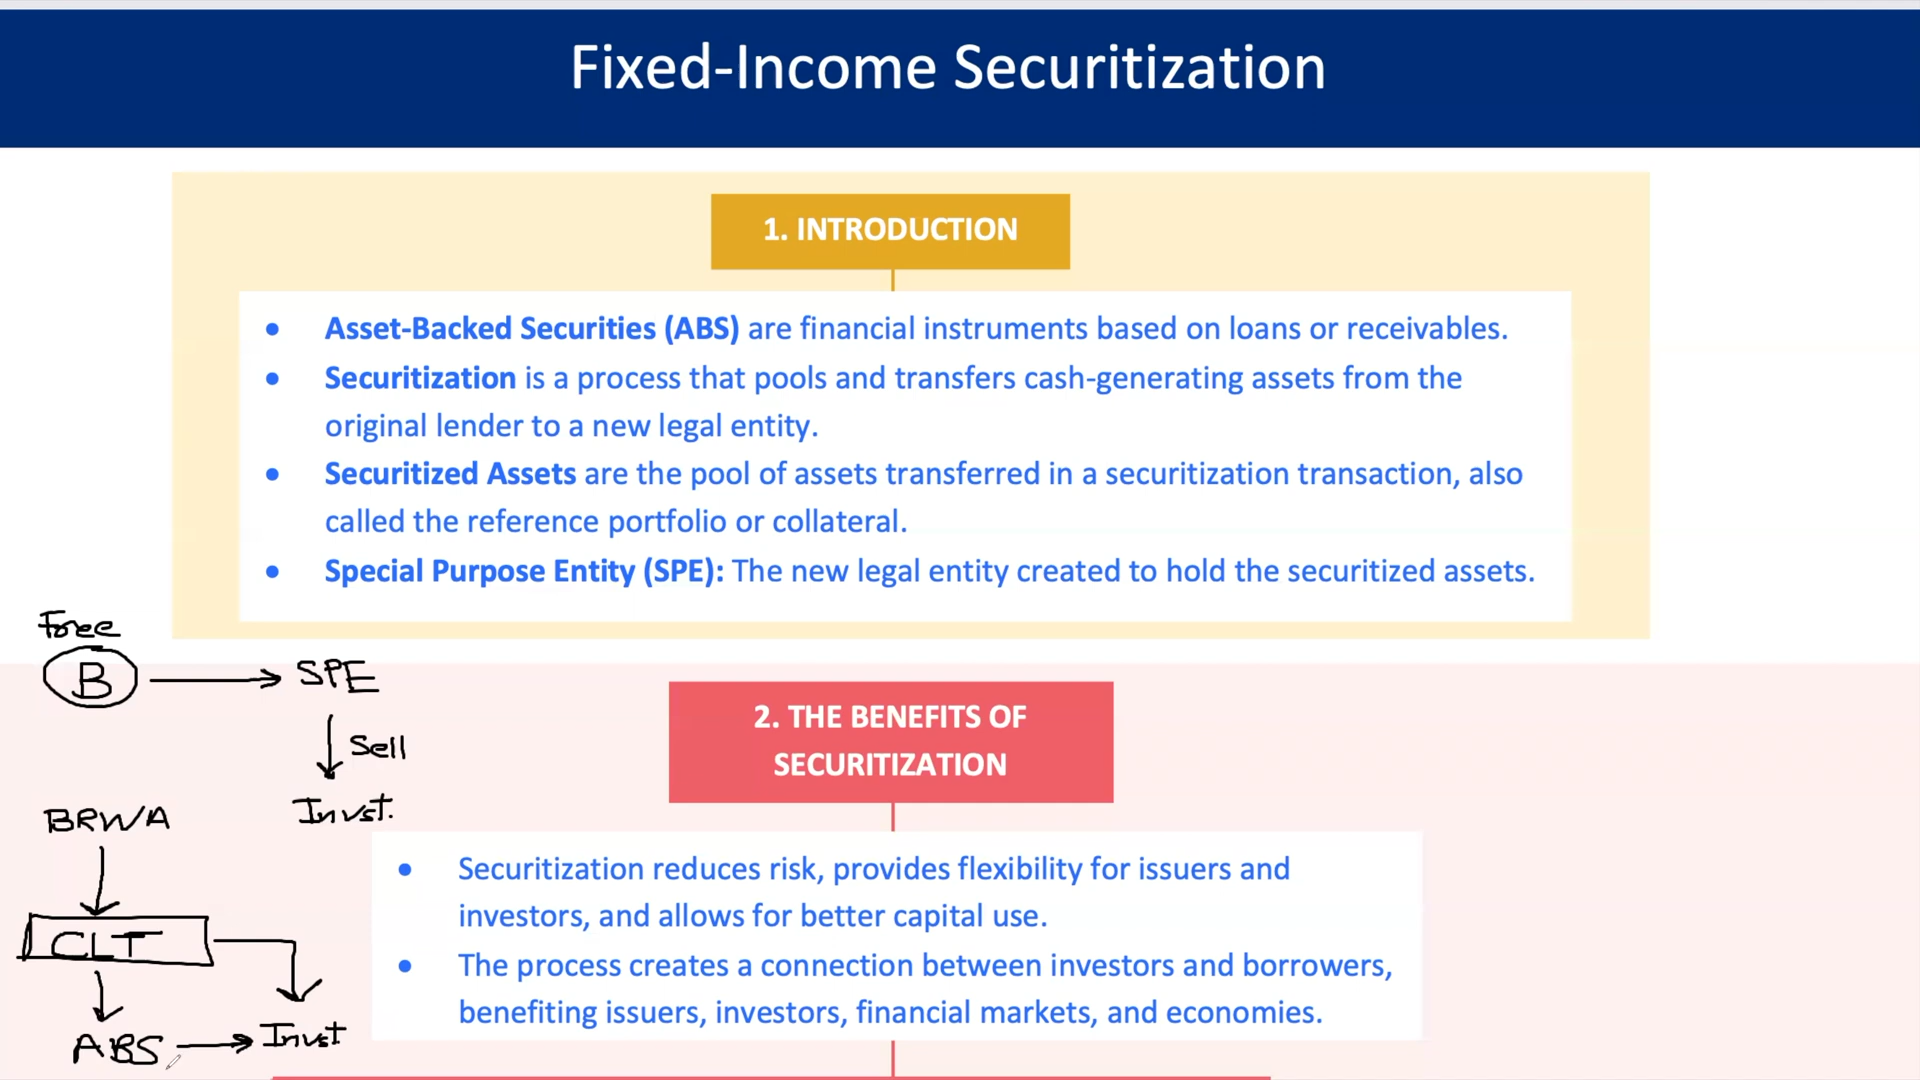 Fixed-Income Securitization
1. INTRODUCTION
• Asset-Backed Securities (ABS) are financial instruments based on loans or receivables.
• Securitization is a process that pools and transfers cash-generating assets from the
original lender to a new legal entity.
• Securitized Assets are the pool of assets transferred in a securitization transaction, also
called the reference portfolio or collateral.
• Special Purpose Entity (SPE): The new legal entity created to hold the securitized assets.
Free
B → SPE
Sell
Invst.
2. THE BENEFITS OF
SECURITIZATION
BRWA
CLT
ABS → Invst
• Securitization reduces risk, provides flexibility for issuers and
investors, and allows for better capital use.
• The process creates a connection between investors and borrowers,
benefiting issuers, investors, financial markets, and economies.